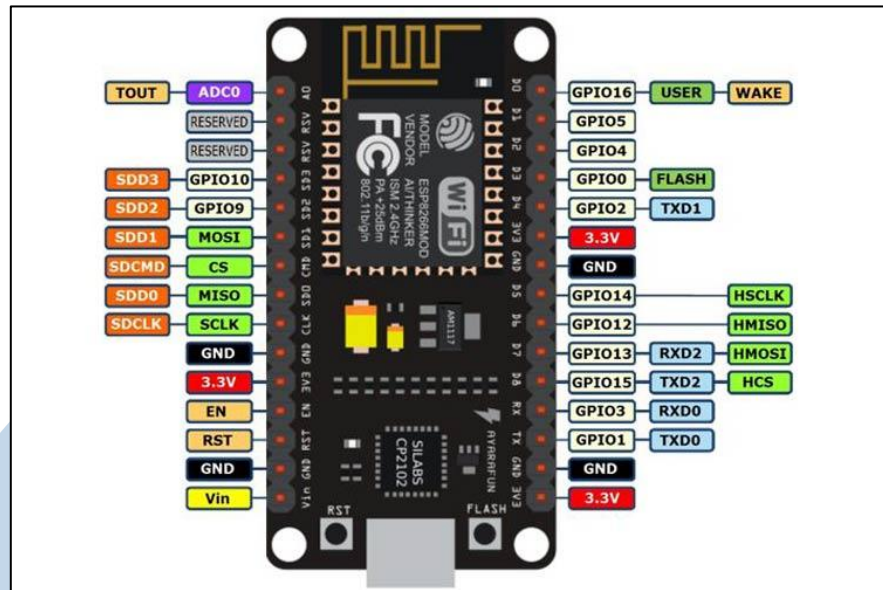 TOUT ADC0 A0 D0 GPIO16 USER WAKE
RESERVED RSV D1 GPIO5
RESERVED RSV D2 GPIO4
SDD3 GPIO10 SD3 D3 GPIO0 FLASH
SDD2 GPIO9 SD2 D4 GPIO2 TXD1
SDD1 MOSI SD1 3V3 3.3V
SDCMD CS CMD GND GND
SDD0 MISO SD0 D5 GPIO14 HSCLK
SDCLK SCLK CLK D6 GPIO12 HMISO
GND GND D7 GPIO13 RXD2 HMOSI
3.3V 3V3 D8 GPIO15 TXD2 HCS
EN EN RX GPIO3 RXD0
RST RST TX GPIO1 TXD0
GND GND GND GND
Vin Vin 3V3 3.3V
MODEL ESP8266MOD
VENDOR AI/THINKER
ISM 2.4GHz
PA +25dBm
802.11b/g/n
FC
WiFi
AM1117
SILABS
CP2102
AYARAFUN
RST
FLASH